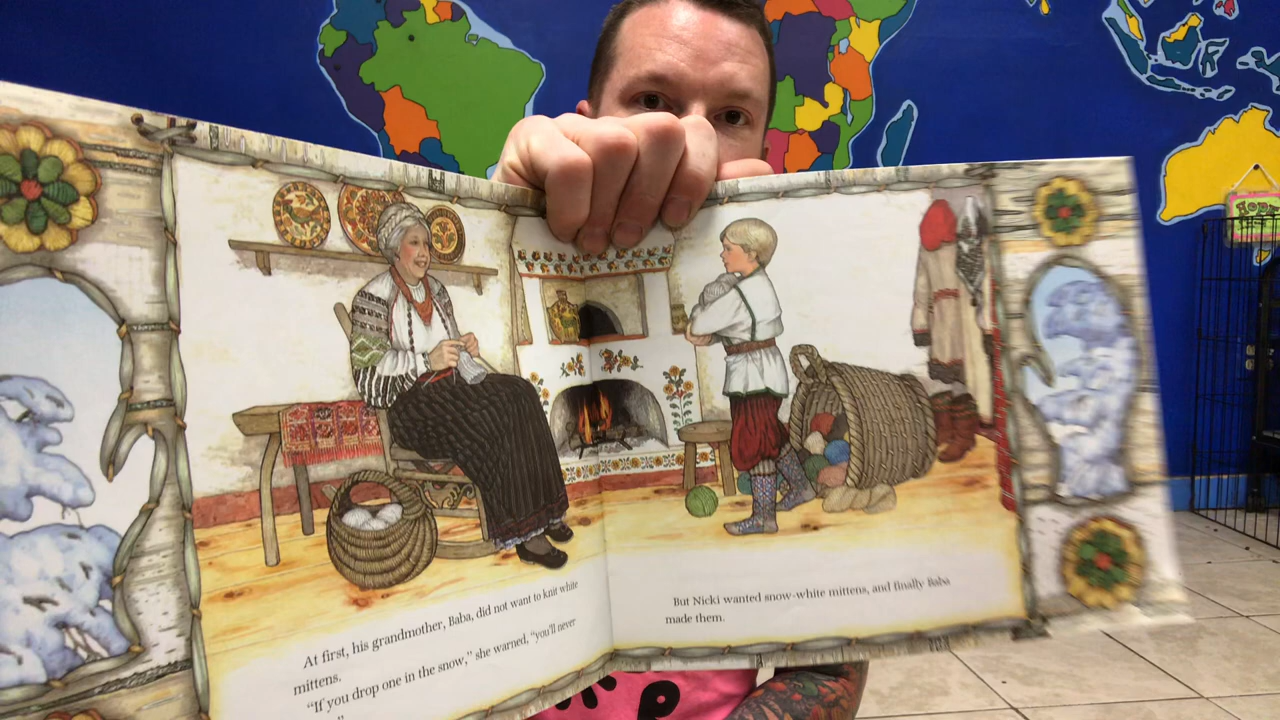 At first, his grandmother, Baba, did not want to knit white
mittens.
"If you drop one in the snow," she warned, "you'll never
But Nicki wanted snow-white mittens, and finally Baba
made them.